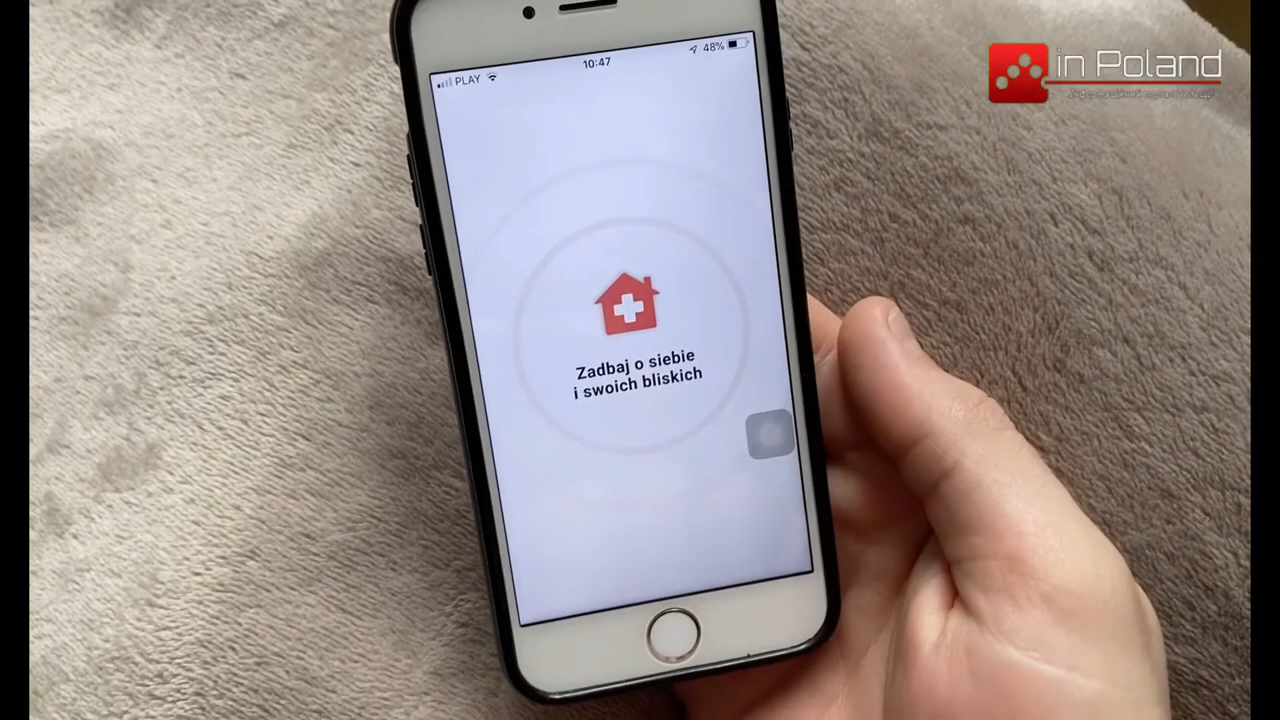 PLAY
10:47
48%
in Poland
Zadbaj o siebie
i swoich bliskich